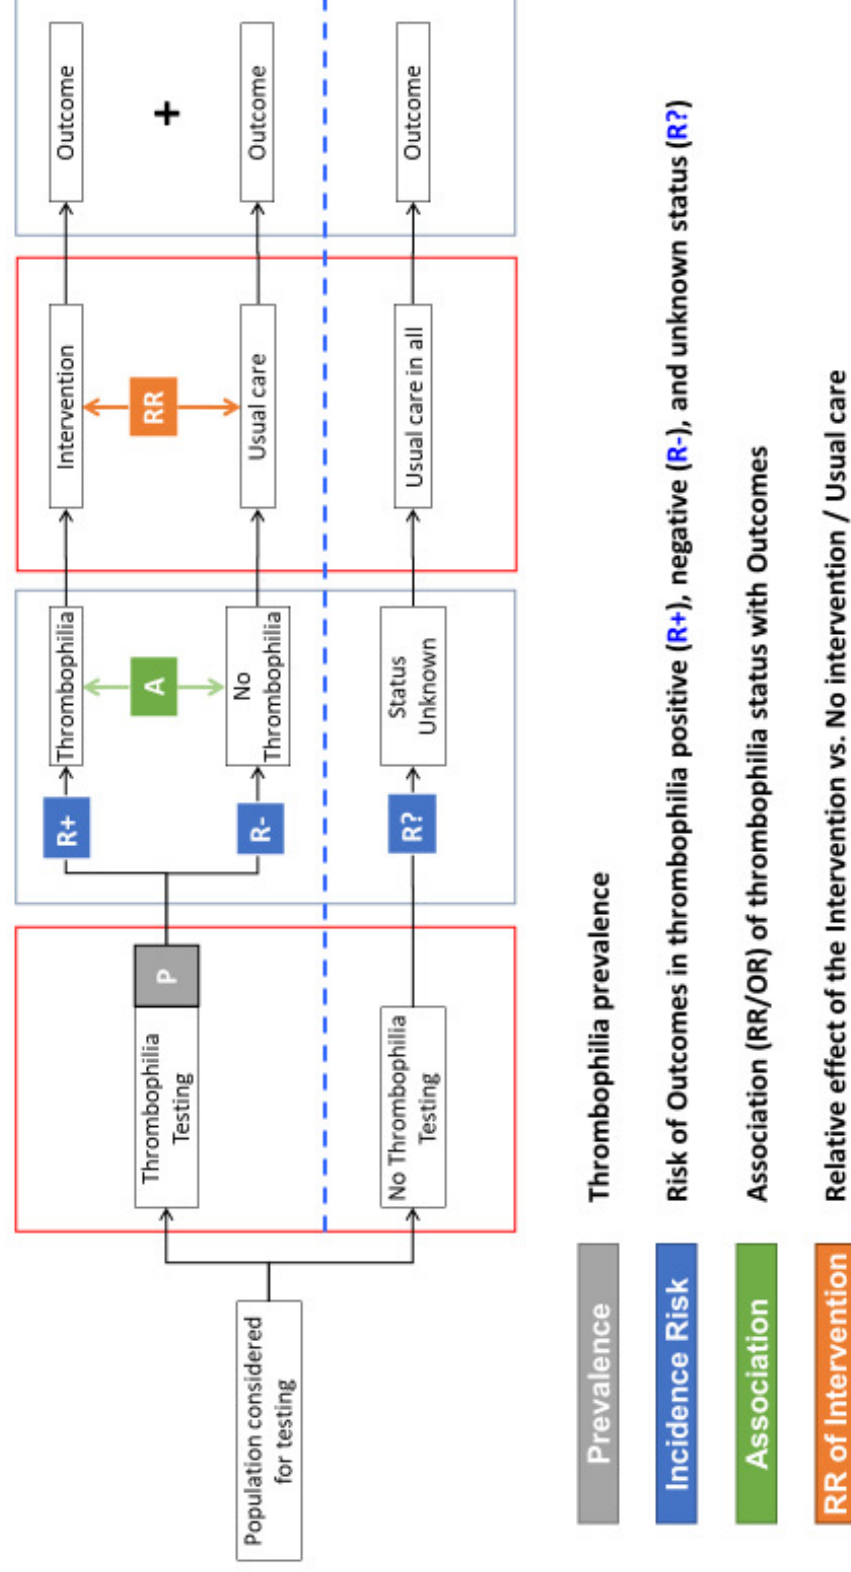 Population considered
for testing
Thrombophilia
Testing
P
No Thrombophilia
Testing
R+
R-
R?
Thrombophilia
A
No
Thrombophilia
Status
Unknown
Intervention
RR
Usual care
Usual care in all
Outcome
+
Outcome
Outcome
Prevalence
Thrombophilia prevalence
Incidence Risk
Risk of Outcomes in thrombophilia positive (R+), negative (R-), and unknown status (R?)
Association
Association (RR/OR) of thrombophilia status with Outcomes
RR of Intervention
Relative effect of the Intervention vs. No intervention / Usual care